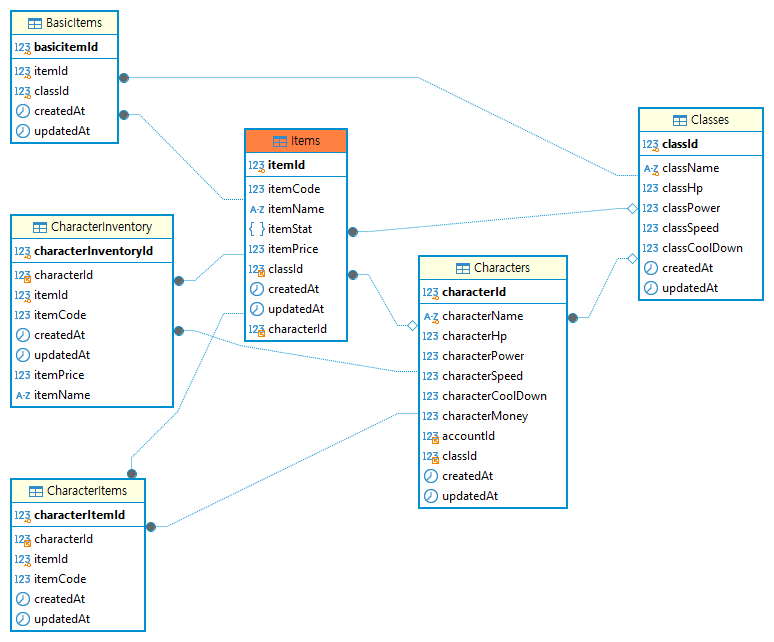 BasicItems
123 basicitemId
123 itemId
123 classId
createdAt
updatedAt
Items
123 itemId
123 itemCode
A-Z itemName
{ } itemStat
123 itemPrice
123 classId
createdAt
updatedAt
123 characterId
Classes
123 classId
A-Z className
123 classHp
123 classPower
123 classSpeed
123 classCoolDown
createdAt
updatedAt
CharacterInventory
123 characterInventoryId
123 characterId
123 itemId
123 itemCode
createdAt
updatedAt
123 itemPrice
A-Z itemName
Characters
123 characterId
A-Z characterName
123 characterHp
123 characterPower
123 characterSpeed
123 characterCoolDown
123 characterMoney
123 accountId
123 classId
createdAt
updatedAt
CharacterItems
123 characterItemId
123 characterId
123 itemId
123 itemCode
createdAt
updatedAt